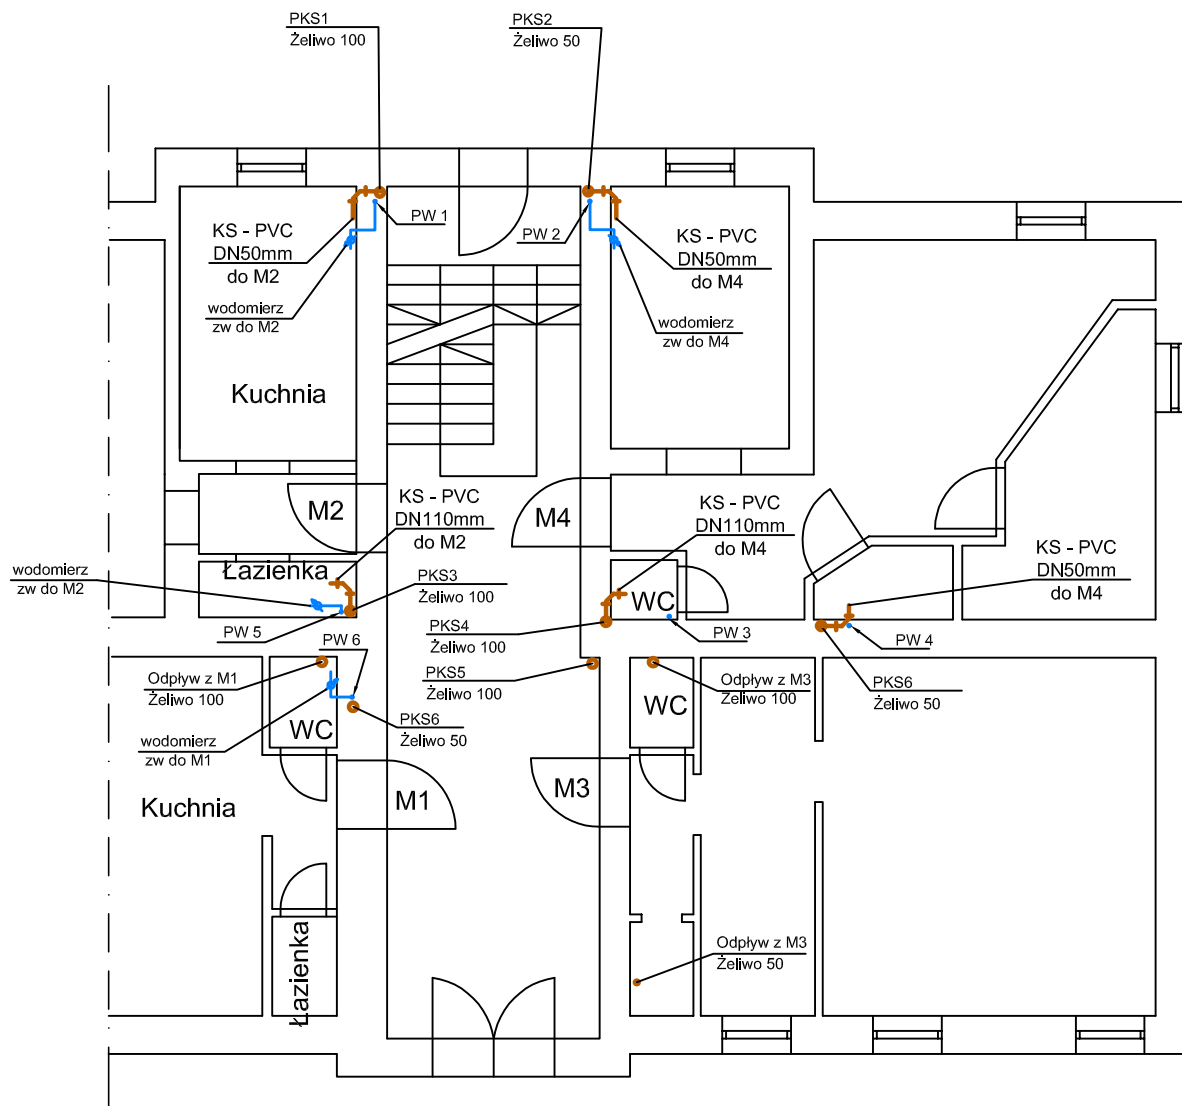 PKS1
Żeliwo 100
PKS2
Żeliwo 50
PW 1
PW 2
KS - PVC
DN50mm
do M2
KS - PVC
DN50mm
do M4
wodomierz
zw do M2
wodomierz
zw do M4
Kuchnia
M2
KS - PVC
DN110mm
do M2
M4
KS - PVC
DN110mm
do M4
KS - PVC
DN50mm
do M4
wodomierz
zw do M2
Łazienka
PKS3
Żeliwo 100
WC
PW 5
PW 6
PKS4
Żeliwo 100
PW 3
PW 4
Odpływ z M1
Żeliwo 100
PKS5
Żeliwo 100
Odpływ z M3
Żeliwo 100
PKS6
Żeliwo 50
WC
PKS6
Żeliwo 50
WC
wodomierz
zw do M1
Kuchnia
M1
M3
Łazienka
Odpływ z M3
Żeliwo 50